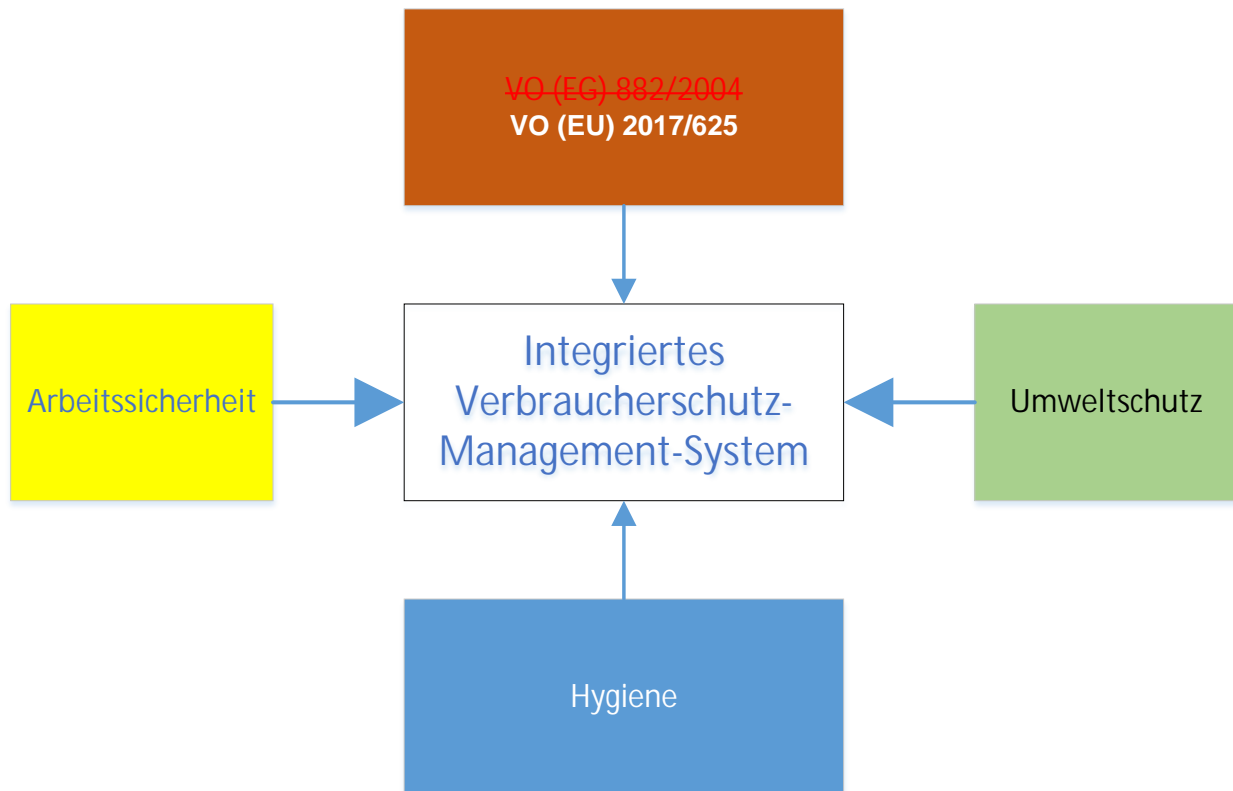 VO (EG) 882/2004
VO (EU) 2017/625
Arbeitssicherheit
Integriertes
Verbraucherschutz-
Management-System
Umweltschutz
Hygiene